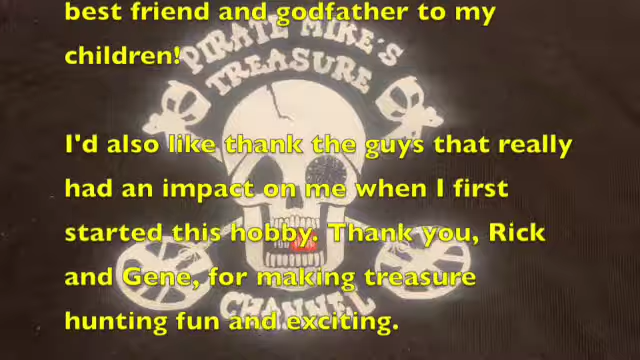 best friend and godfather to my
children!
PIRATE MIKE'S
TREASURE
I'd also like thank the guys that really
had an impact on me when I first
started this hobby. Thank you, Rick
and Gene, for making treasure
hunting fun and exciting.
CHANNEL